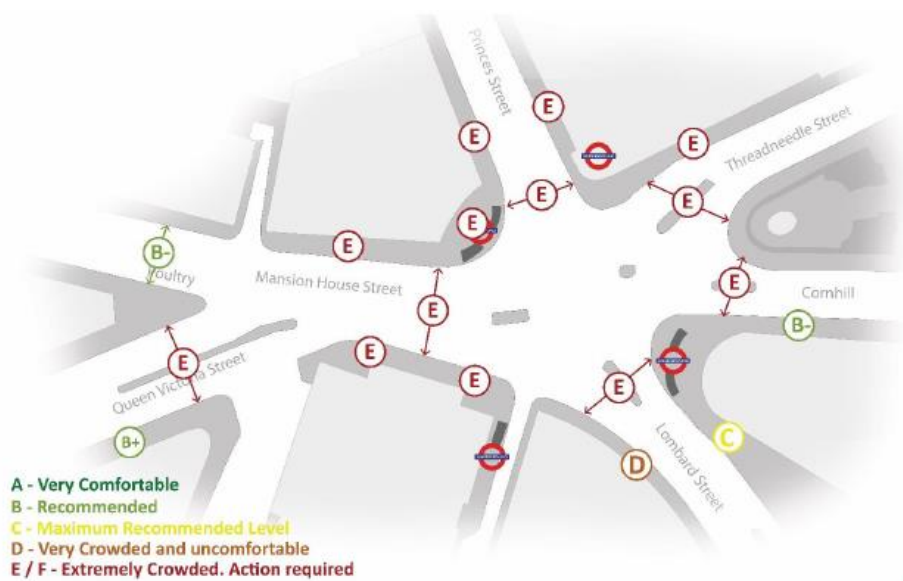 Princes Street
E
E
Threadneedle Street
E
E
E
E
B-
E
Poultry
Mansion House Street
E
Cornhill
E
B-
E
Queen Victoria Street
E
E
E
C
Lombard Street
B+
D
A - Very Comfortable
B - Recommended
C - Maximum Recommended Level
D - Very Crowded and uncomfortable
E / F - Extremely Crowded. Action required